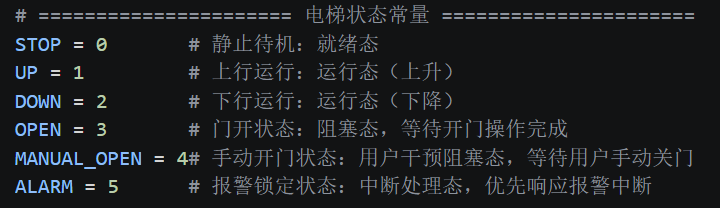 # ===================== 电梯状态常量 =====================
STOP = 0 # 静止待机：就绪态
UP = 1 # 上行运行：运行态（上升）
DOWN = 2 # 下行运行：运行态（下降）
OPEN = 3 # 门开状态：阻塞态，等待开门操作完成
MANUAL_OPEN = 4# 手动开门状态：用户干预阻塞态，等待用户手动关门
ALARM = 5 # 报警锁定状态：中断处理态，优先响应报警中断